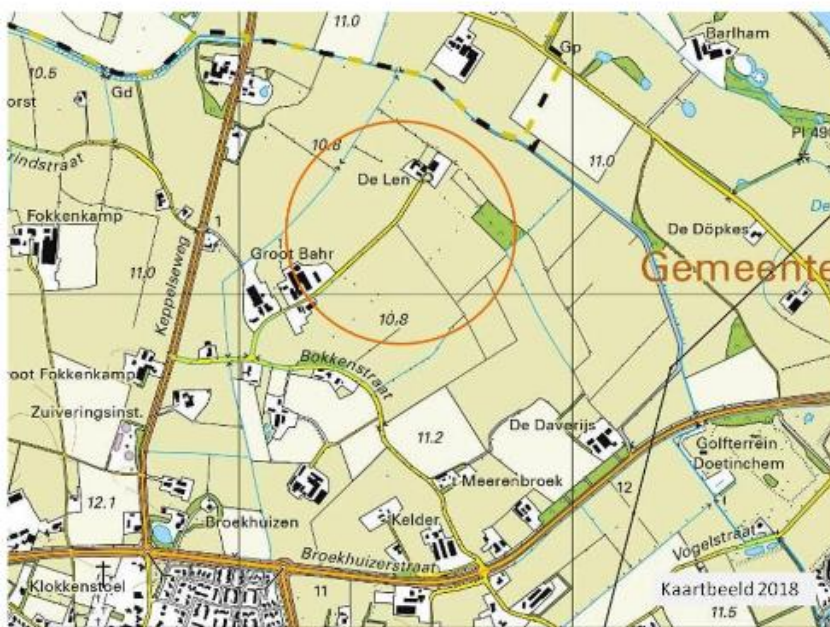 11.0
Gp
Barlham
10.5
Gd
orst
rindstraat
10.8
De Len
11.0
Pl 49
De
Fokkenkamp
1
Groot Bahr
De Döpkes
11.0
Keppelseweg
Gemeente
10.8
Bokkenstraat
root Fokkenkamp
Zuiveringsinst.
11.2
De Daverijs
Golfterrein
Doetinchem
't Meerenbroek
12
12.1
Broekhuizen
Kelder
Vogelstraat
Broekhuizerstraat
Klokkenstoel
11
Kaartbeeld 2018
11.5